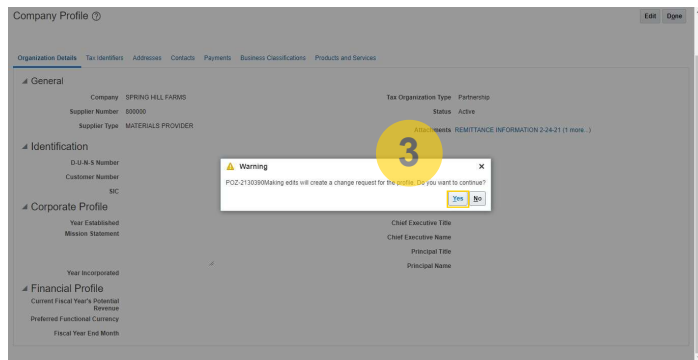 Company Profile ?
Edit Done
Organization Details Tax Identifiers Addresses Contacts Payments Business Classifications Products and Services
General
Company SPRING HILL FARMS
Tax Organization Type Partnership
Supplier Number 800000
Status Active
Supplier Type MATERIALS PROVIDER
Attachments REMITTANCE INFORMATION 2-24-21 (1 more...)
3
Identification
D-U-N-S Number
Customer Number
SIC
Warning
POZ-2130390Making edits will create a change request for the profile. Do you want to continue?
Yes No
Corporate Profile
Year Established
Chief Executive Title
Mission Statement
Chief Executive Name
Principal Title
Principal Name
Year Incorporated
Financial Profile
Current Fiscal Year's Potential
Revenue
Preferred Functional Currency
Fiscal Year End Month